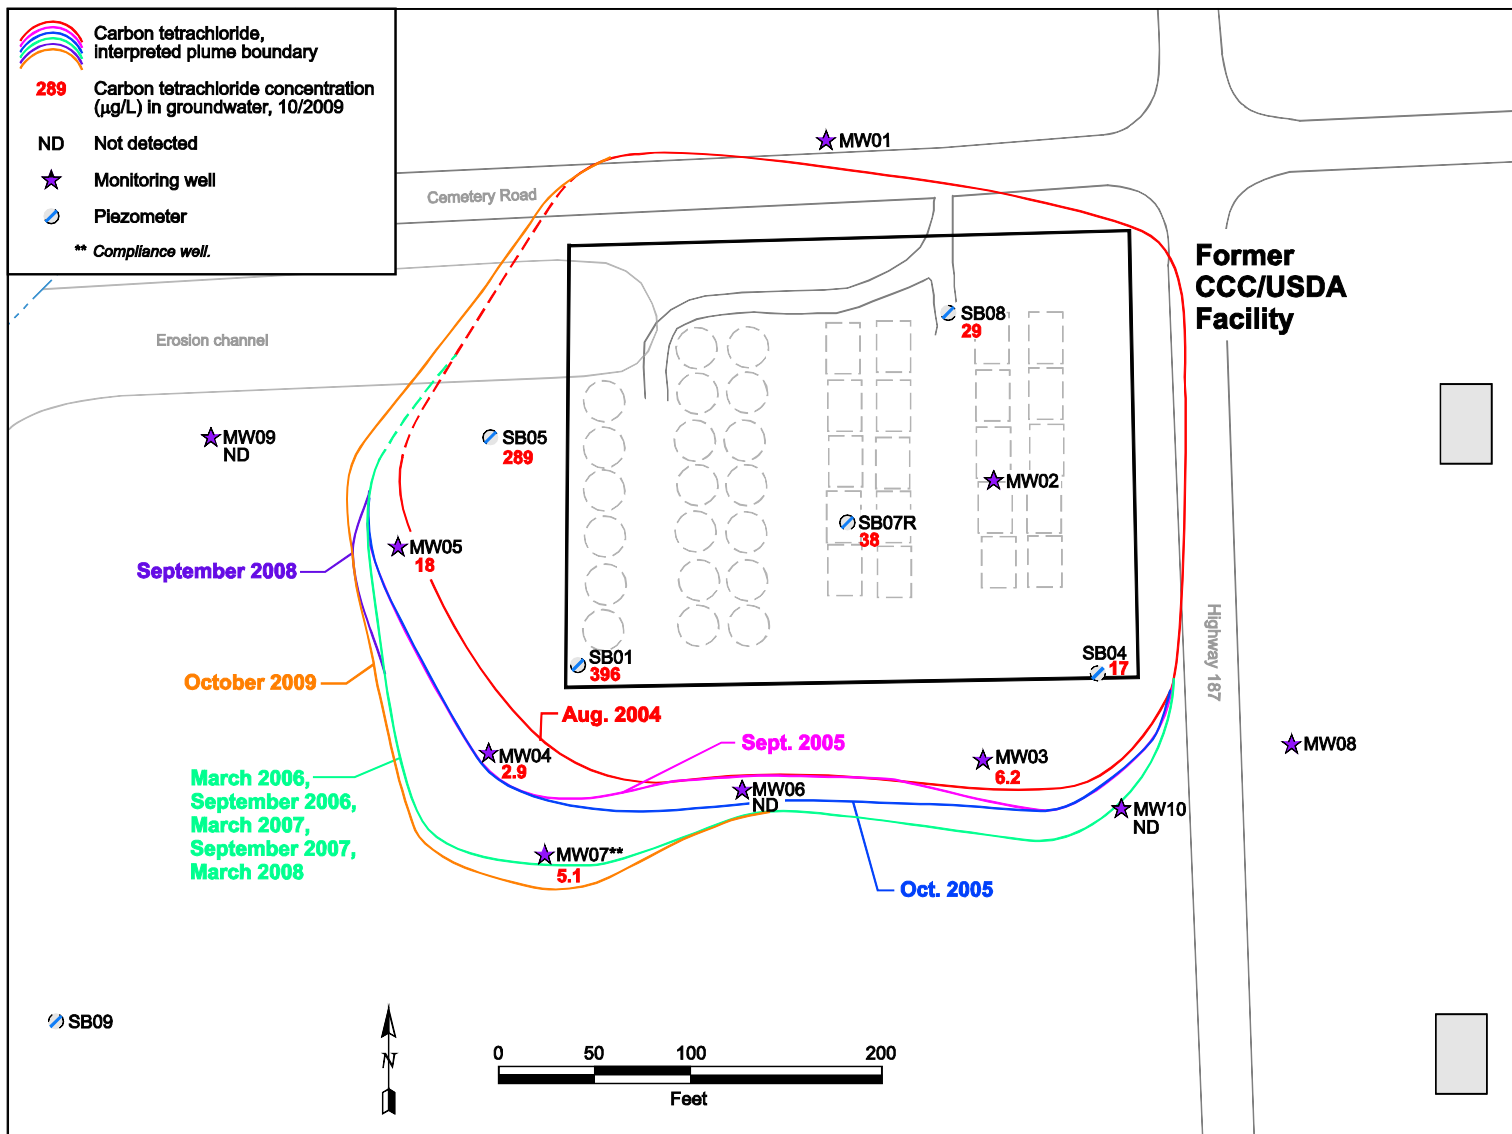 Carbon tetrachloride,
interpreted plume boundary
289
Carbon tetrachloride concentration
(µg/L) in groundwater, 10/2009
ND
Not detected
Monitoring well
Piezometer
** Compliance well.
MW01
Cemetery Road
Former
CCC/USDA
Facility
SB08
29
Erosion channel
MW09
ND
SB05
289
MW02
SB07R
38
MW05
18
September 2008
Highway 187
SB01
396
SB04
17
October 2009
Aug. 2004
Sept. 2005
MW04
2.9
MW03
6.2
MW08
March 2006,
September 2006,
March 2007,
September 2007,
March 2008
MW06
ND
MW10
ND
MW07**
5.1
Oct. 2005
SB09
N
0
50
100
200
Feet